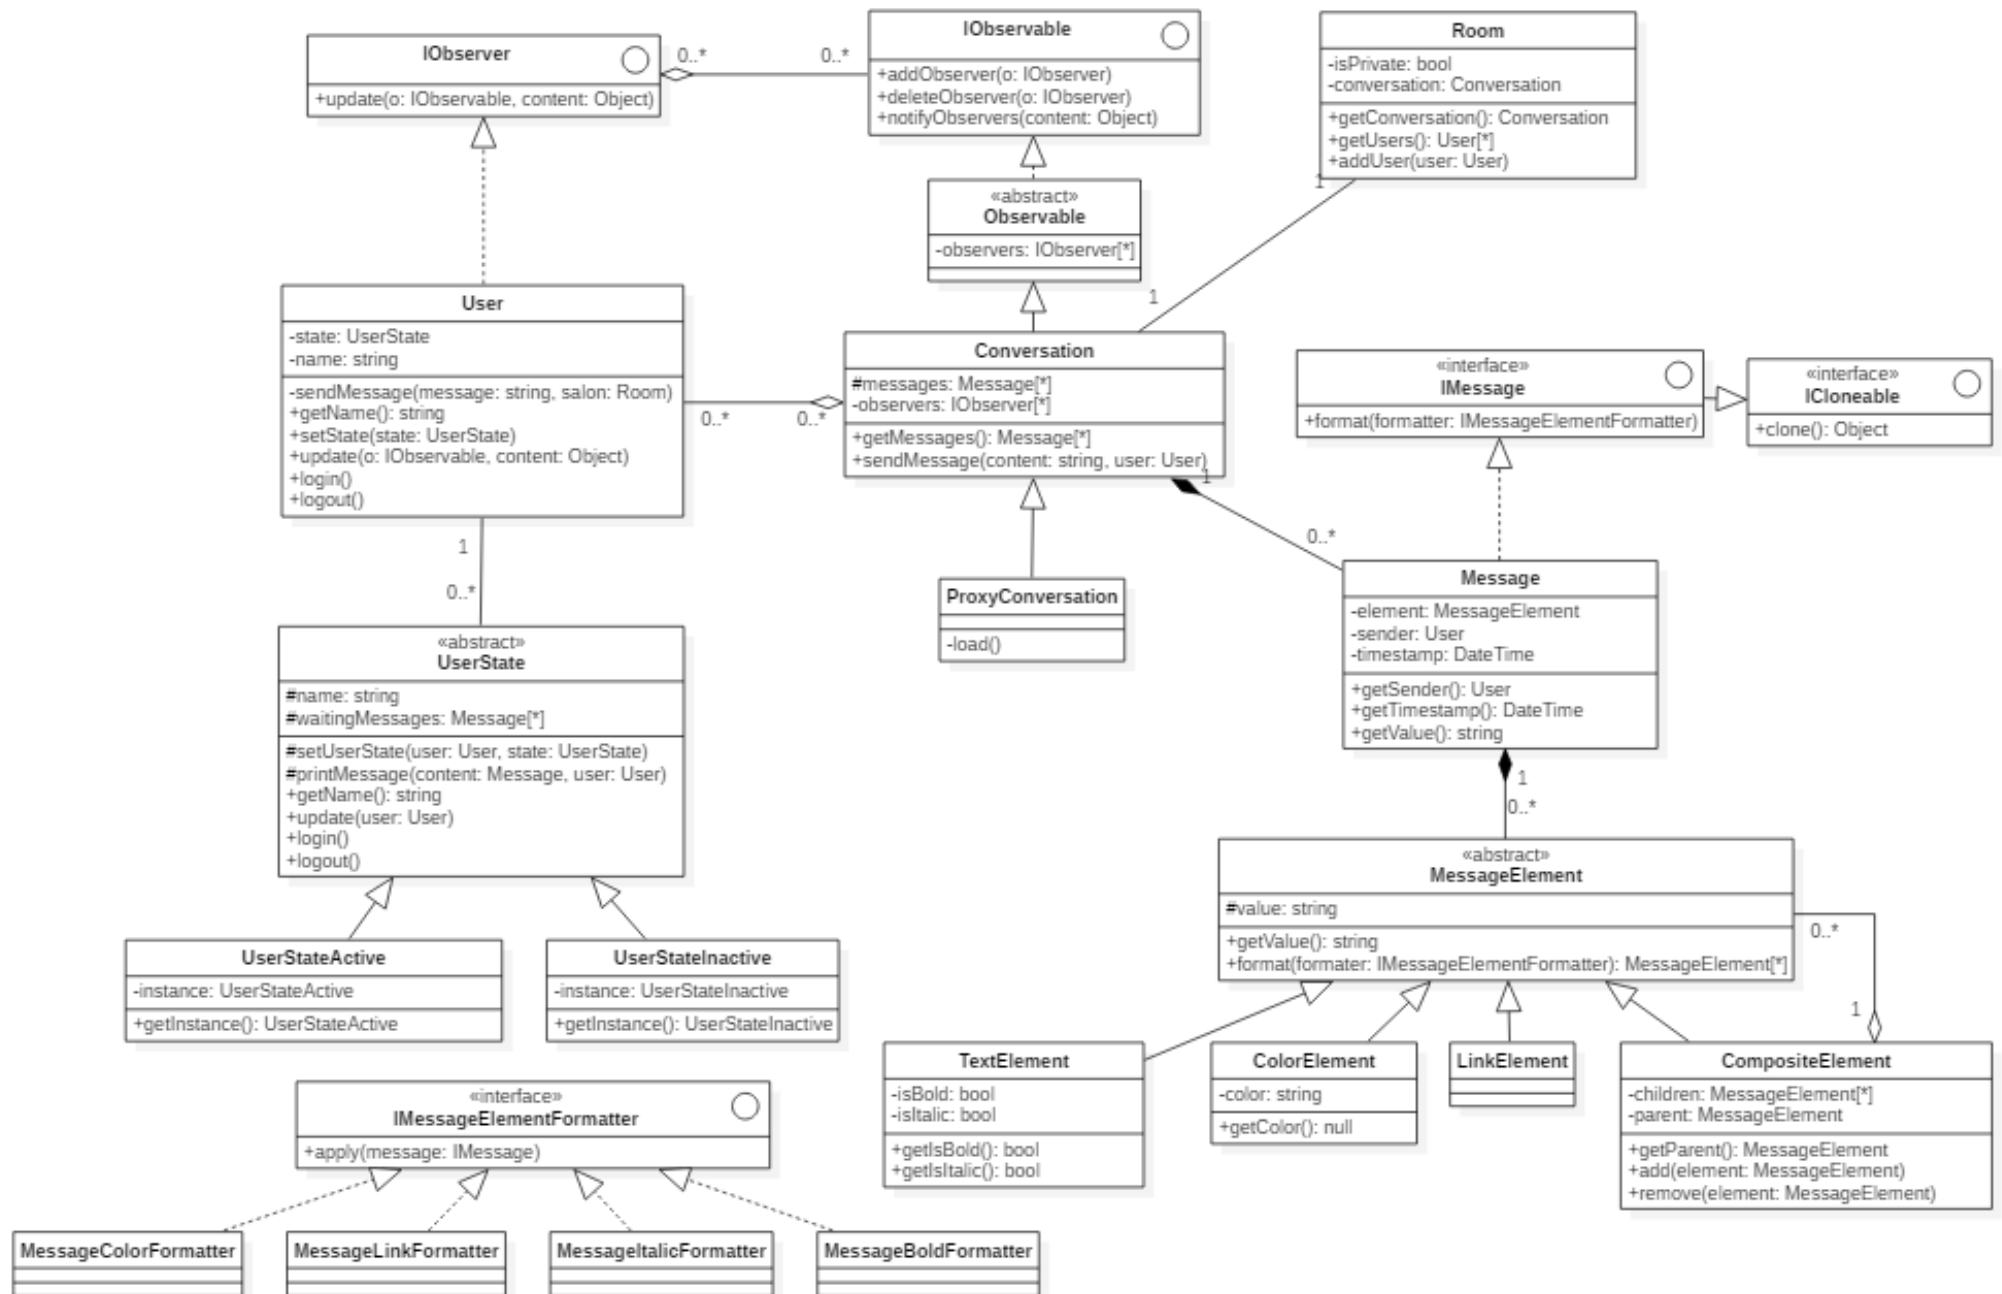 IObserver
+update(o: IObservable, content: Object)
0..*
0..*
IObservable
+addObserver(o: IObserver)
+deleteObserver(o: IObserver)
+notifyObservers(content: Object)
Room
-isPrivate: bool
-conversation: Conversation
+getConversation(): Conversation
+getUsers(): User[*]
+addUser(user: User)
1
1
«abstract»
Observable
-observers: IObserver[*]
User
-state: UserState
-name: string
-sendMessage(message: string, salon: Room)
+getName(): string
+setState(state: UserState)
+update(o: IObservable, content: Object)
+login()
+logout()
0..*
0..*
Conversation
#messages: Message[*]
-observers: IObserver[*]
+getMessages(): Message[*]
+sendMessage(content: string, user: User)
1
0..*
«interface»
IMessage
+format(formatter: IMessageElementFormatter)
«interface»
ICloneable
+clone(): Object
1
0..*
ProxyConversation
-load()
Message
-element: MessageElement
-sender: User
-timestamp: DateTime
+getSender(): User
+getTimestamp(): DateTime
+getValue(): string
1
0..*
«abstract»
UserState
#name: string
#waitingMessages: Message[*]
#setUserState(user: User, state: UserState)
#printMessage(content: Message, user: User)
+getName(): string
+update(user: User)
+login()
+logout()
«abstract»
MessageElement
#value: string
+getValue(): string
+format(formater: IMessageElementFormatter): MessageElement[*]
0..*
1
UserStateActive
-instance: UserStateActive
+getInstance(): UserStateActive
UserStateInactive
-instance: UserStateInactive
+getInstance(): UserStateInactive
TextElement
-isBold: bool
-isItalic: bool
+getIsBold(): bool
+getIsItalic(): bool
ColorElement
-color: string
+getColor(): null
LinkElement
CompositeElement
-children: MessageElement[*]
-parent: MessageElement
+getParent(): MessageElement
+add(element: MessageElement)
+remove(element: MessageElement)
«interface»
IMessageElementFormatter
+apply(message: IMessage)
MessageColorFormatter
MessageLinkFormatter
MessageItalicFormatter
MessageBoldFormatter